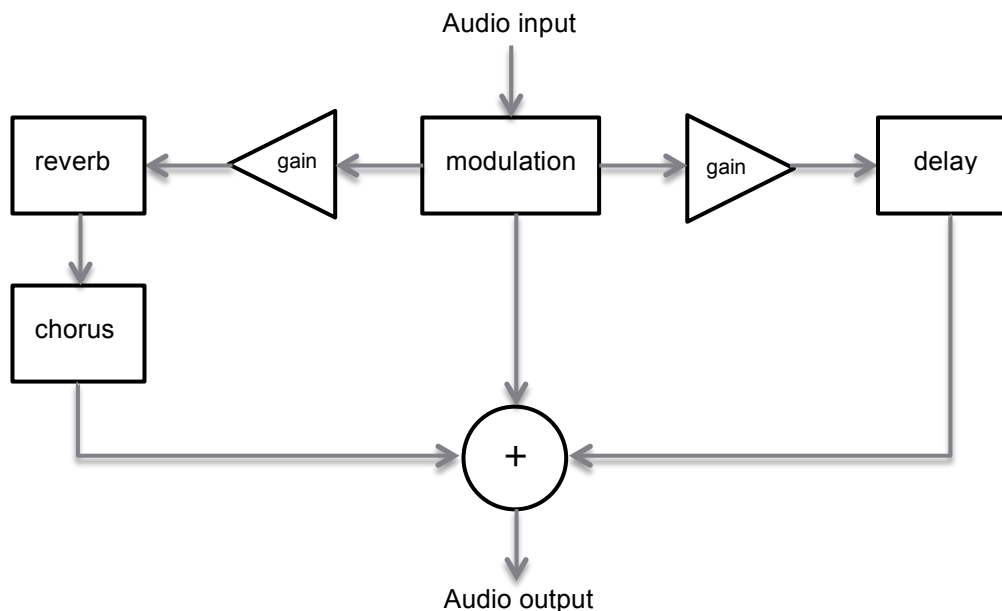 Audio input
reverb
gain
modulation
gain
delay
chorus
+
Audio output